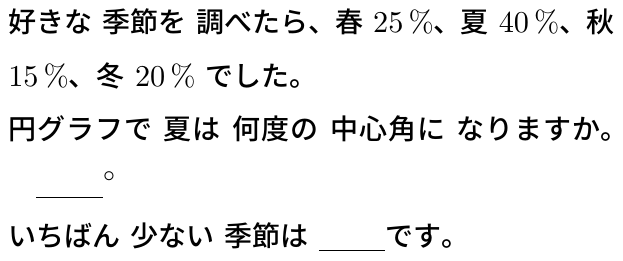 好きな 季節を 調べたら、春 25 %、夏 40 %、秋
15 %、冬 20 % でした。
円グラフで 夏は 何度の 中心角に なりますか。
____°
いちばん 少ない 季節は ____です。